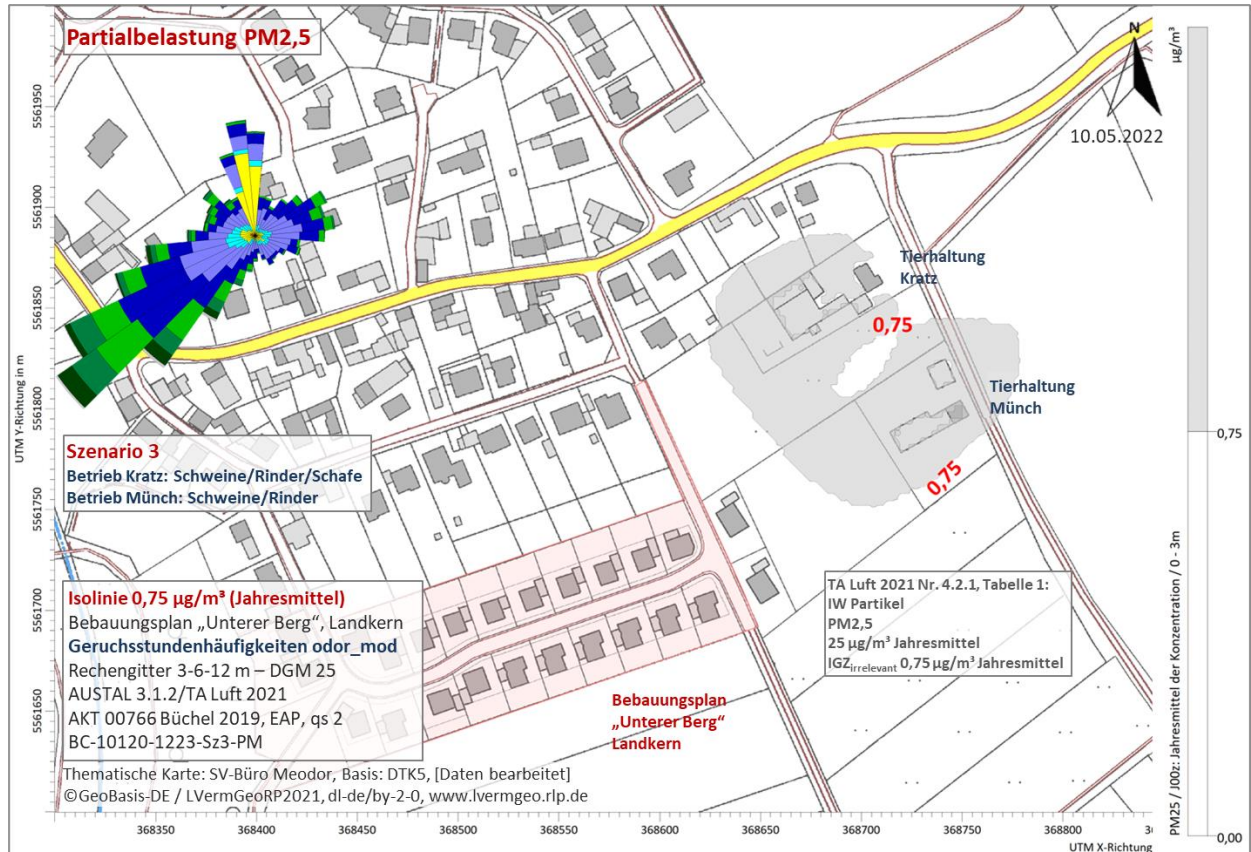 Partialbelastung PM2,5
N
10.05.2022
µg/m³
0,75
0,00
PM25 / J00z: Jahresmittel der Konzentration / 0 - 3m
Tierhaltung
Kratz
0,75
Tierhaltung
Münch
0,75
Szenario 3
Betrieb Kratz: Schweine/Rinder/Schafe
Betrieb Münch: Schweine/Rinder
Isolinie 0,75 µg/m³ (Jahresmittel)
Bebauungsplan „Unterer Berg“, Landkern
Geruchsstundenhäufigkeiten odor_mod
Rechengitter 3-6-12 m – DGM 25
AUSTAL 3.1.2/TA Luft 2021
AKT 00766 Büchel 2019, EAP, qs 2
BC-10120-1223-Sz3-PM
TA Luft 2021 Nr. 4.2.1, Tabelle 1:
IW Partikel
PM2,5
25 µg/m³ Jahresmittel
IGZirrelevant 0,75 µg/m³ Jahresmittel
Bebauungsplan
„Unterer Berg“
Landkern
Thematische Karte: SV-Büro Meodor, Basis: DTK5, [Daten bearbeitet]
©GeoBasis-DE / LVermGeoRP2021, dl-de/by-2-0, www.lvermgeo.rlp.de
UTM Y-Richtung in m
5561950
5561900
5561850
5561800
5561750
5561700
5561650
368350 368400 368450 368500 368550 368600 368650 368700 368750 368800
UTM X-Richtung